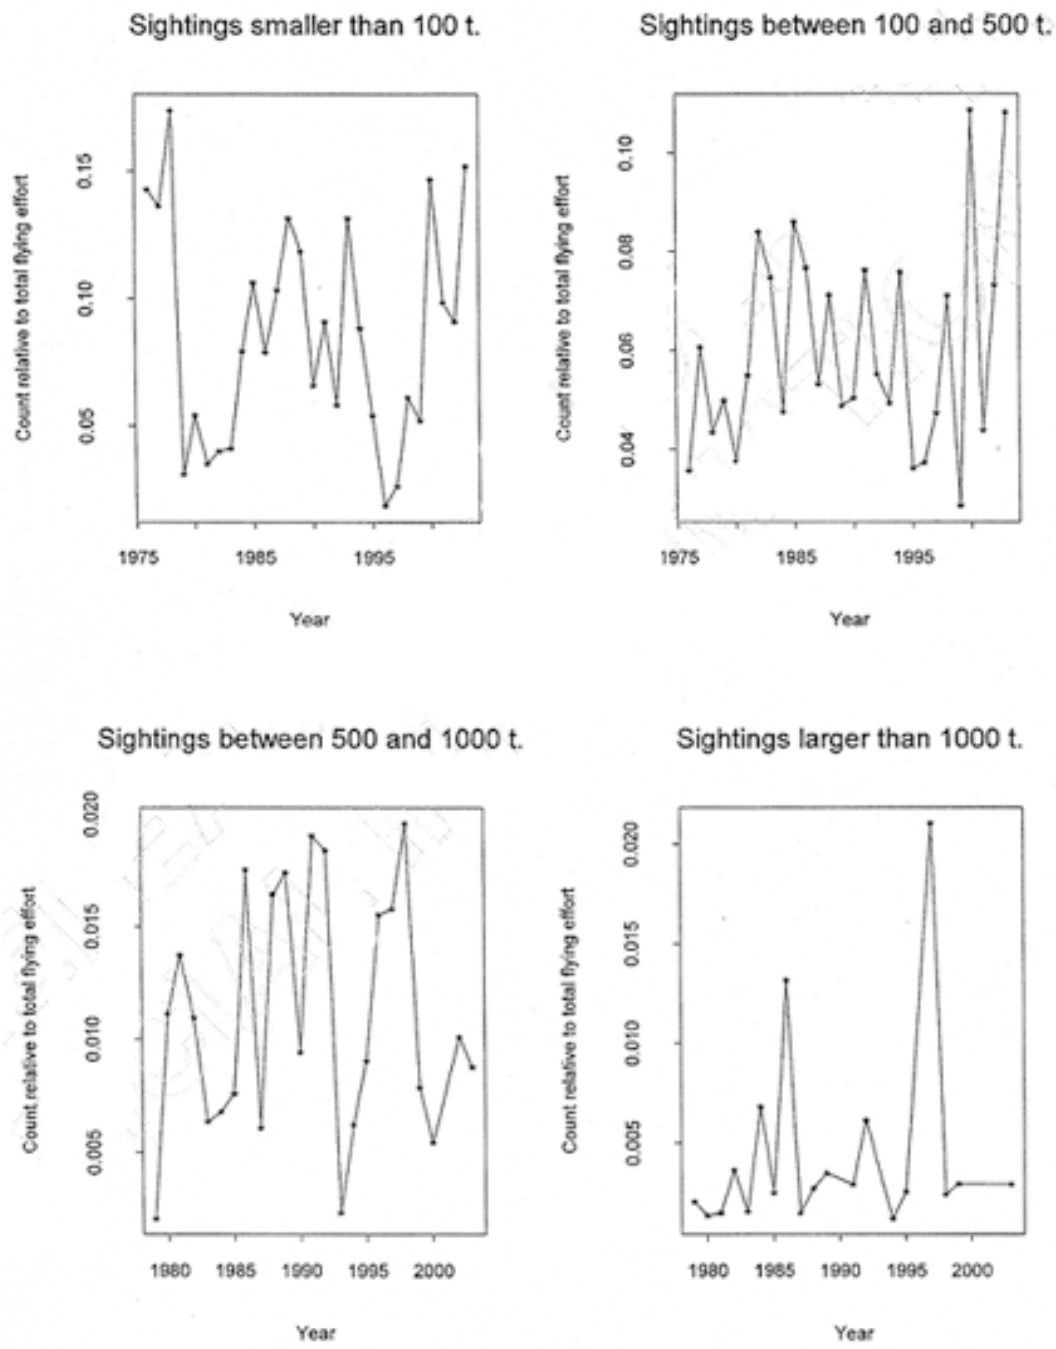 Sightings smaller than 100 t.
Count relative to total flying effort
0.15
0.10
0.05
1975 1985 1995
Year
Sightings between 100 and 500 t.
Count relative to total flying effort
0.10
0.08
0.06
0.04
1975 1985 1995
Year
Sightings between 500 and 1000 t.
Count relative to total flying effort
0.020
0.015
0.010
0.005
1980 1985 1990 1995 2000
Year
Sightings larger than 1000 t.
Count relative to total flying effort
0.020
0.015
0.010
0.005
1980 1985 1990 1995 2000
Year